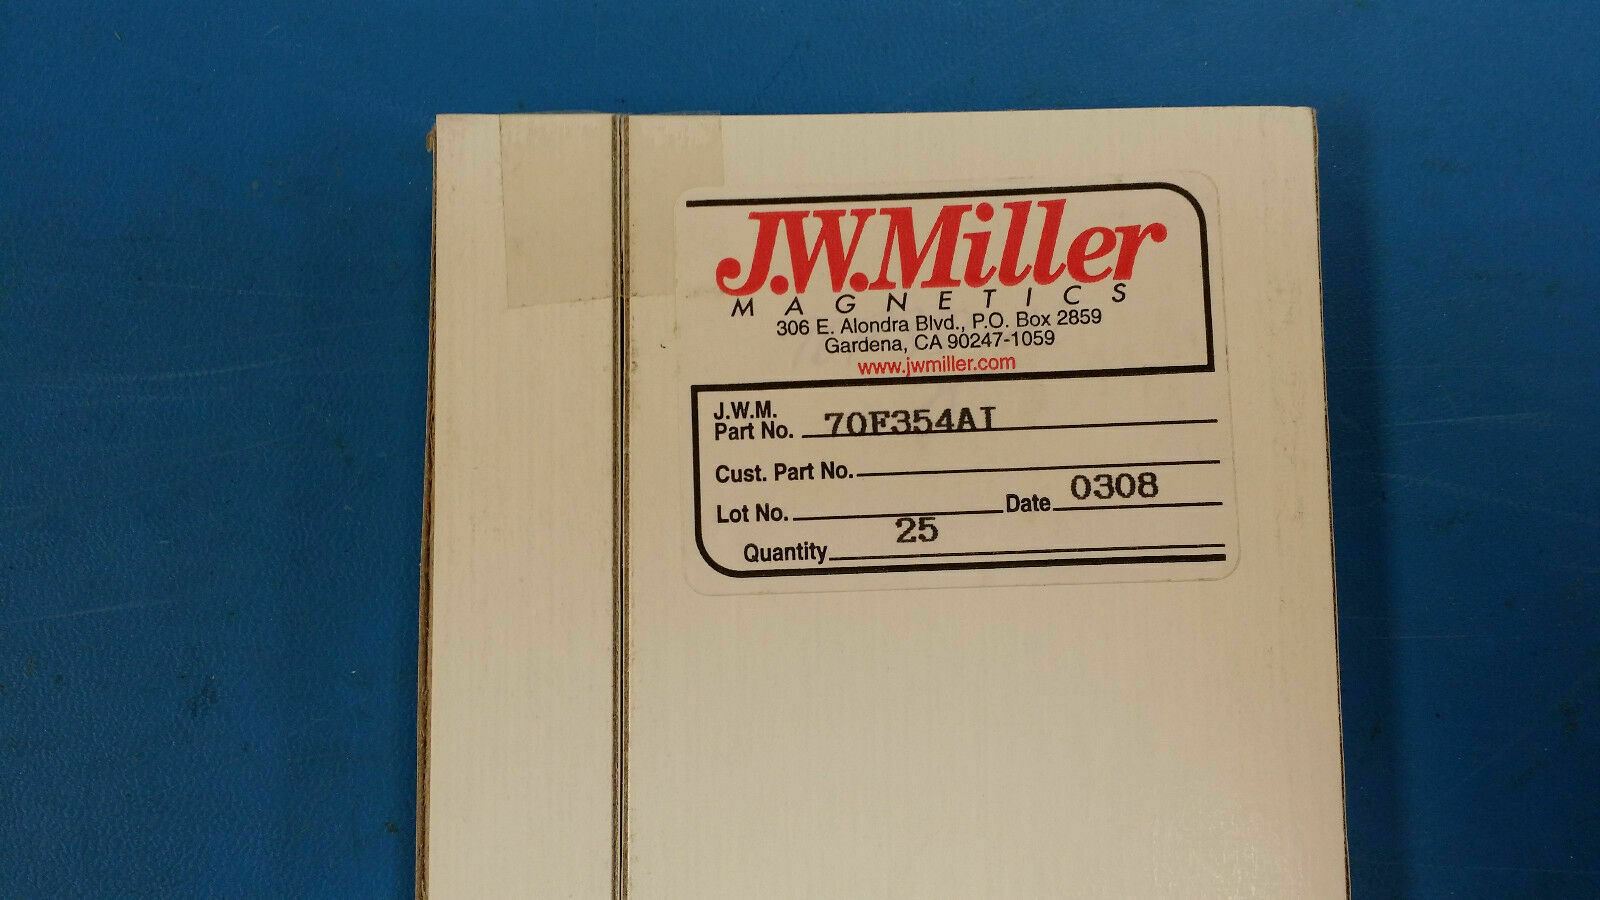 J.W.Miller
MAGNETICS
306 E. Alondra Blvd., P.O. Box 2859
Gardena, CA 90247-1059
www.jwmiller.com
J.W.M.
Part No. 70F354AI
Cust. Part No.
Lot No. Date 0308
Quantity 25